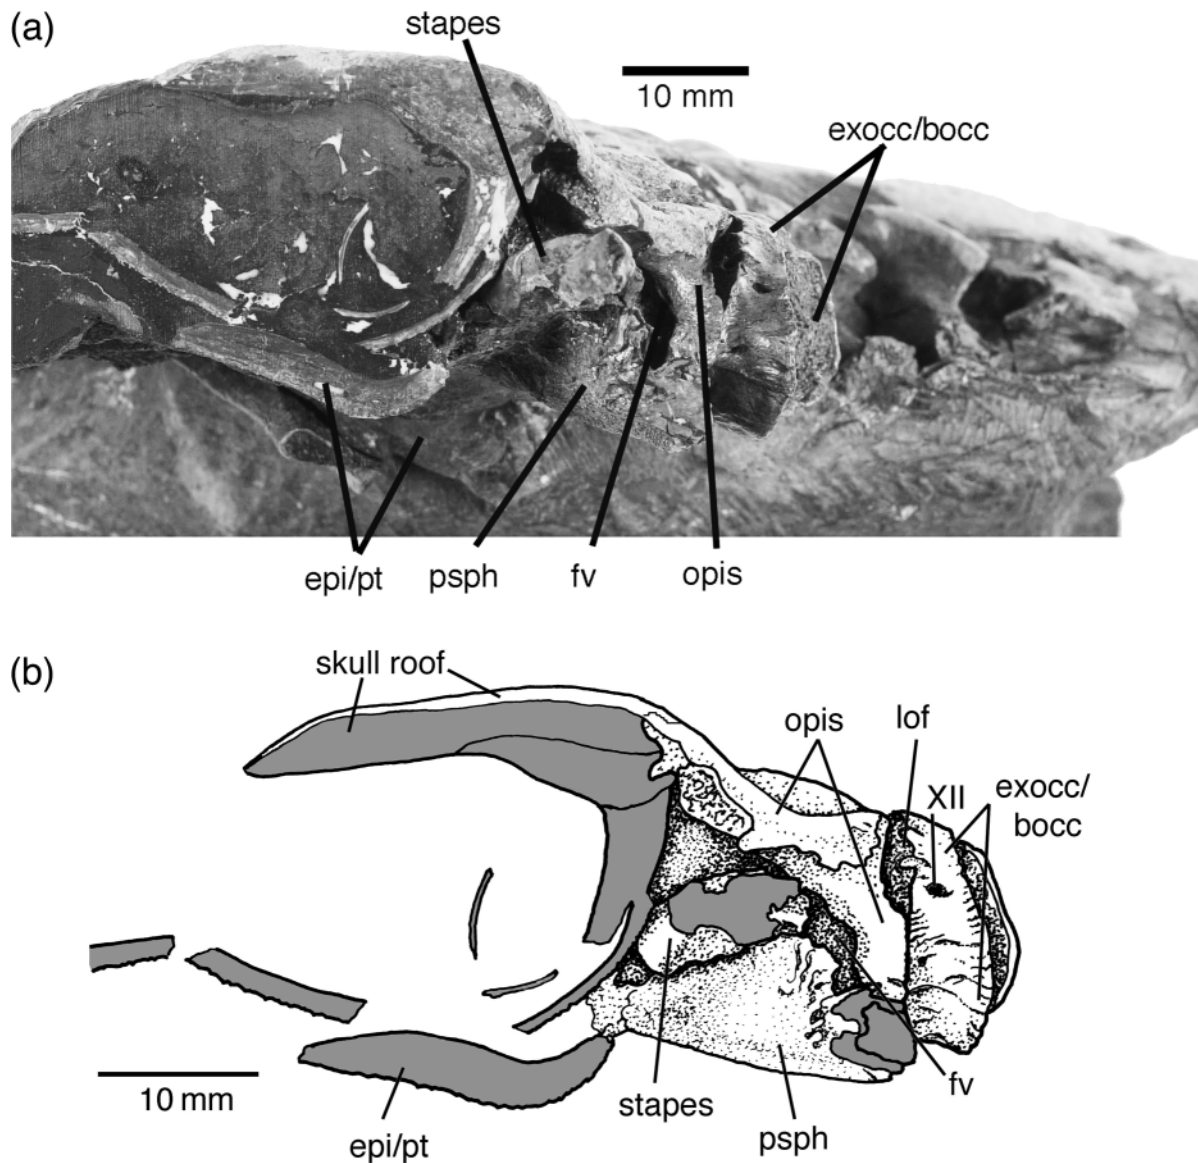 (a)
stapes
10 mm
exocc/bocc
epi/pt
psph
fv
opis
(b)
skull roof
opis
lof
XII
exocc/
bocc
10 mm
epi/pt
stapes
psph
fv